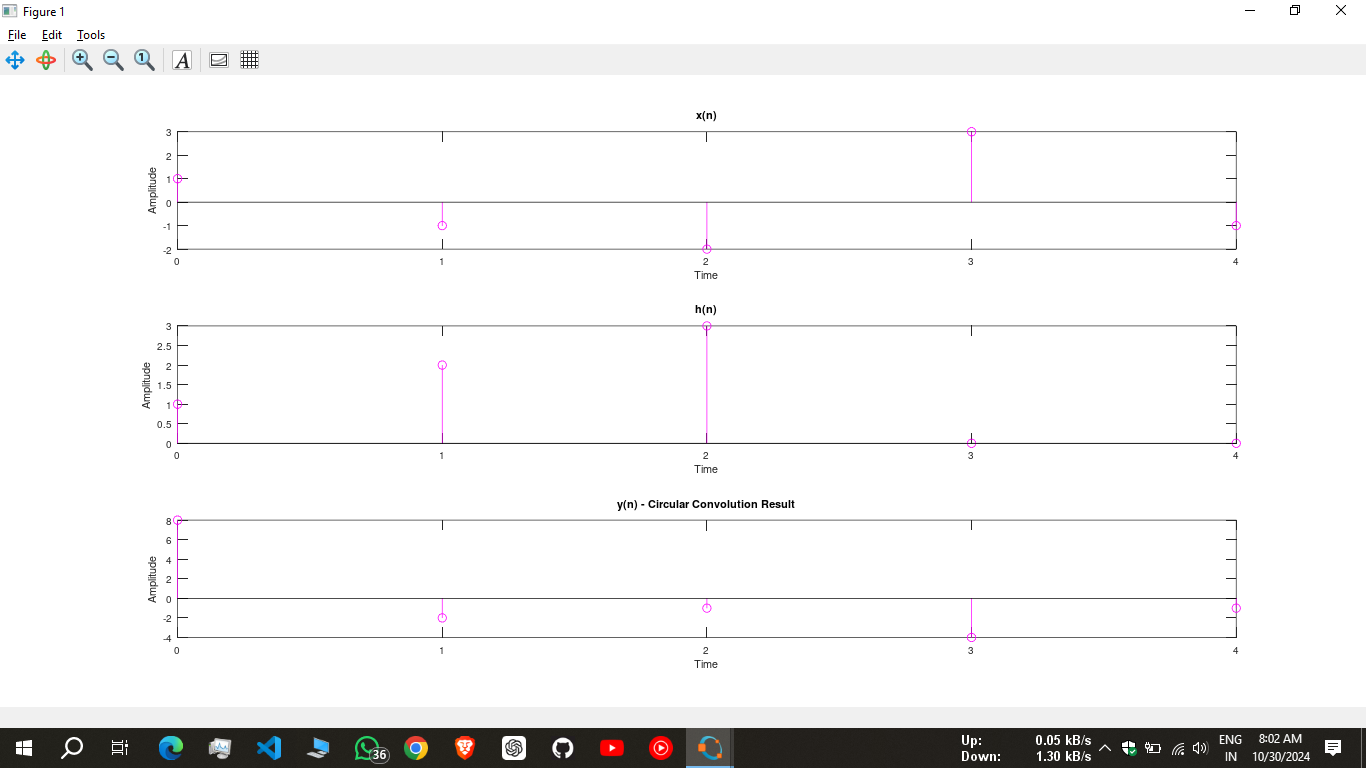 Figure 1
File Edit Tools
x(n)
3
2
1
0
-1
-2
Amplitude
0 1 2 3 4
Time
h(n)
3
2.5
2
1.5
1
0.5
0
Amplitude
0 1 2 3 4
Time
y(n) - Circular Convolution Result
8
6
4
2
0
-2
-4
Amplitude
0 1 2 3 4
Time
36
Up: 0.05 kB/s
Down: 1.30 kB/s
ENG
IN
8:02 AM
10/30/2024